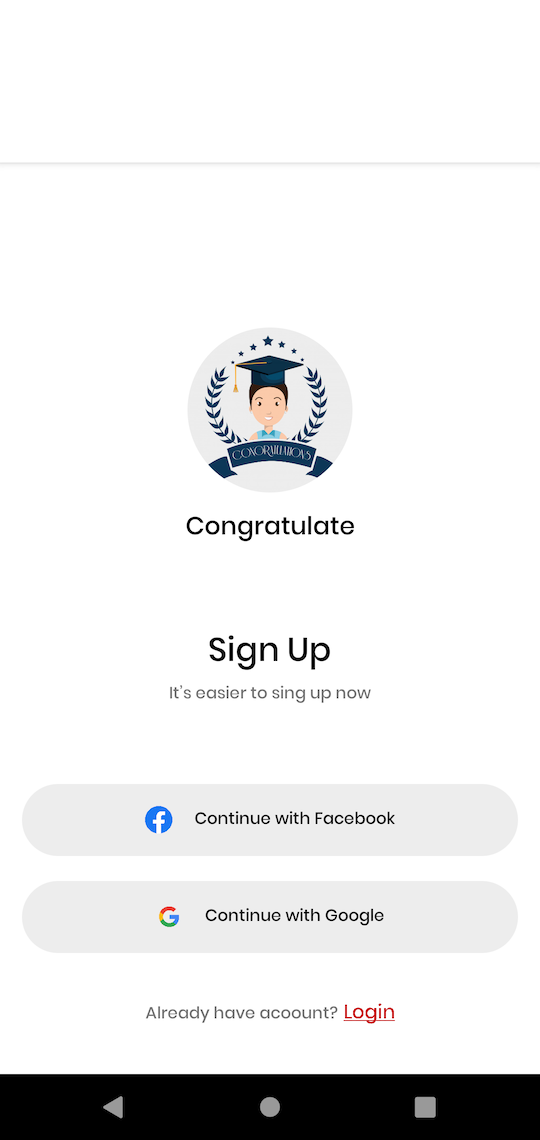 CONGRATULATIONS
Congratulate
Sign Up
It's easier to sing up now
Continue with Facebook
Continue with Google
Already have acoount? Login